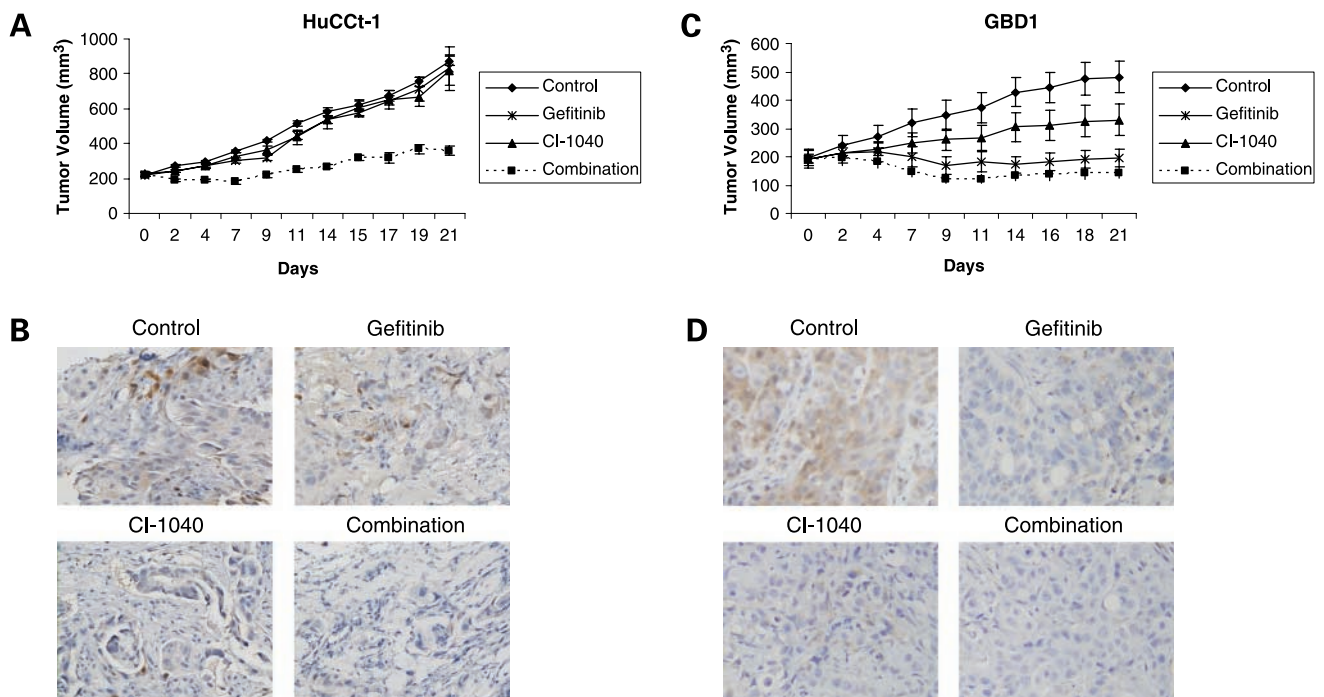 A
HuCCt-1
Tumor Volume (mm³)
1000
800
600
400
200
0
0 2 4 7 9 11 14 15 17 19 21
Days
Control
Gefitinib
CI-1040
Combination
C
GBD1
Tumor Volume (mm³)
600
500
400
300
200
100
0
0 2 4 7 9 11 14 16 18 21
Days
Control
Gefitinib
CI-1040
Combination
B
Control Gefitinib
CI-1040 Combination
D
Control Gefitinib
CI-1040 Combination